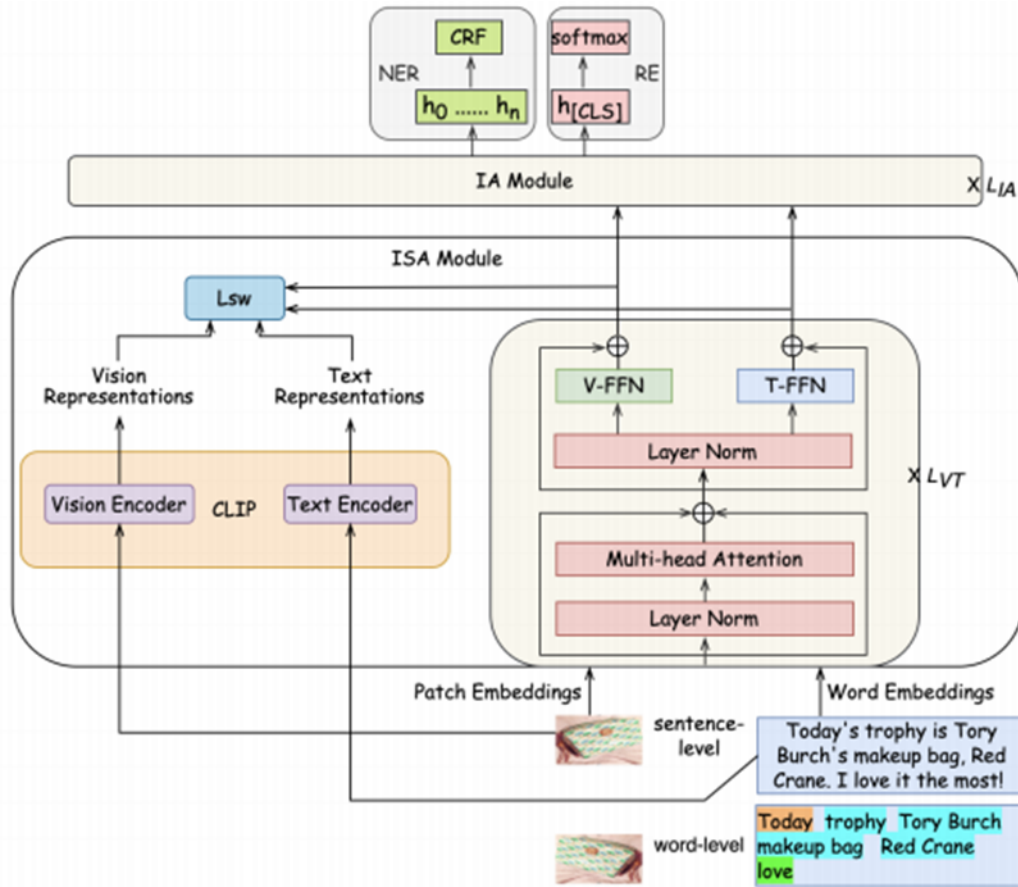 CRF
softmax
NER
RE
h0 ...... hn
h[CLS]
IA Module
X LIA
ISA Module
Lsw
Vision
Representations
Text
Representations
V-FFN
T-FFN
Layer Norm
X LVT
Vision Encoder
CLIP
Text Encoder
Multi-head Attention
Layer Norm
Patch Embeddings
Word Embeddings
sentence-
level
Today's trophy is Tory
Burch's makeup bag, Red
Crane. I love it the most!
word-level
Today trophy Tory Burch
makeup bag Red Crane
love